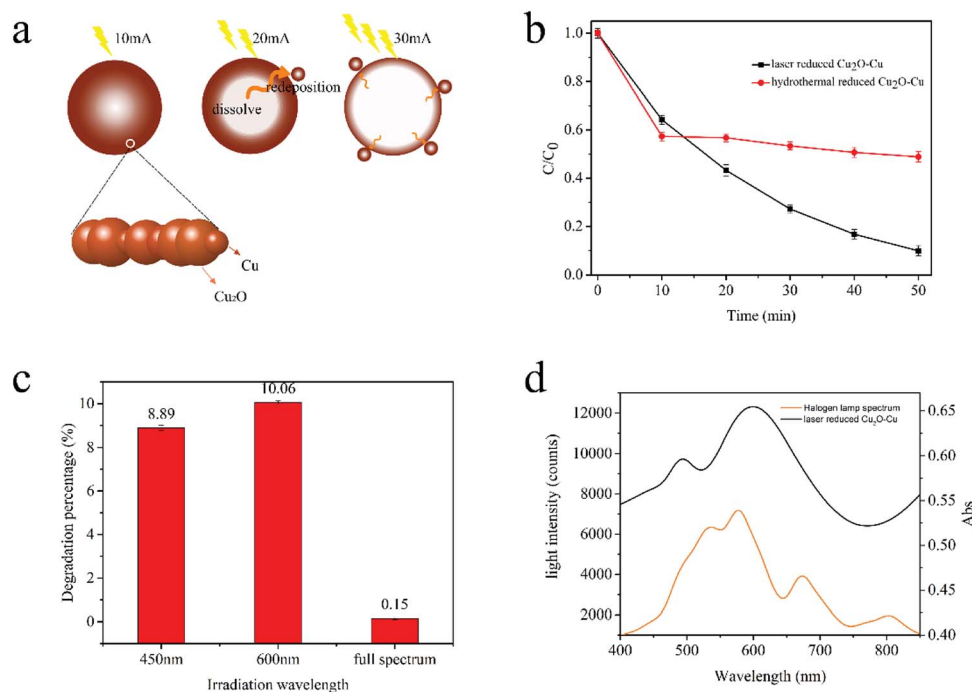 a
10mA
20mA
30mA
dissolve
redeposition
Cu
Cu₂O
b
1.0
0.8
0.6
0.4
0.2
0.0
C/C₀
laser reduced Cu₂O-Cu
hydrothermal reduced Cu₂O-Cu
0
10
20
30
40
50
Time (min)
c
10
8
6
4
2
0
Degradation percentage (%)
8.89
10.06
0.15
450nm
600nm
full spectrum
Irradiation wavelength
d
12000
10000
8000
6000
4000
2000
light intensity (counts)
Halogen lamp spectrum
laser reduced Cu₂O-Cu
0.65
0.60
0.55
0.50
0.45
0.40
Abs
400
500
600
700
800
Wavelength (nm)